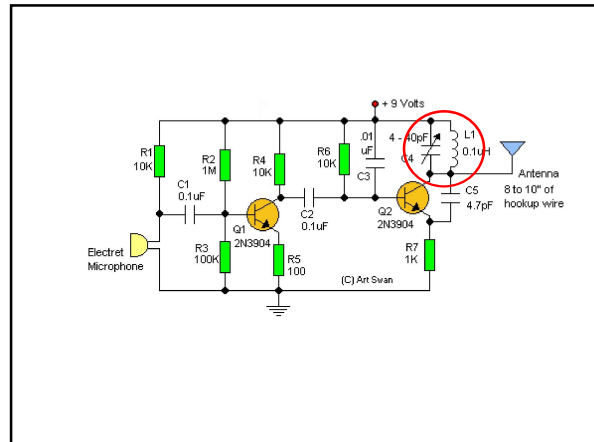 + 9 Volts
R1
10K
R2
1M
R4
10K
R6
10K
.01
uF
C3
4 - 40pF
C4
L1
0.1uH
Antenna
8 to 10" of
hookup wire
C1
0.1uF
C2
0.1uF
Q1
2N3904
Q2
2N3904
C5
4.7pF
Electret
Microphone
R3
100K
R5
100
R7
1K
(C) Art Swan